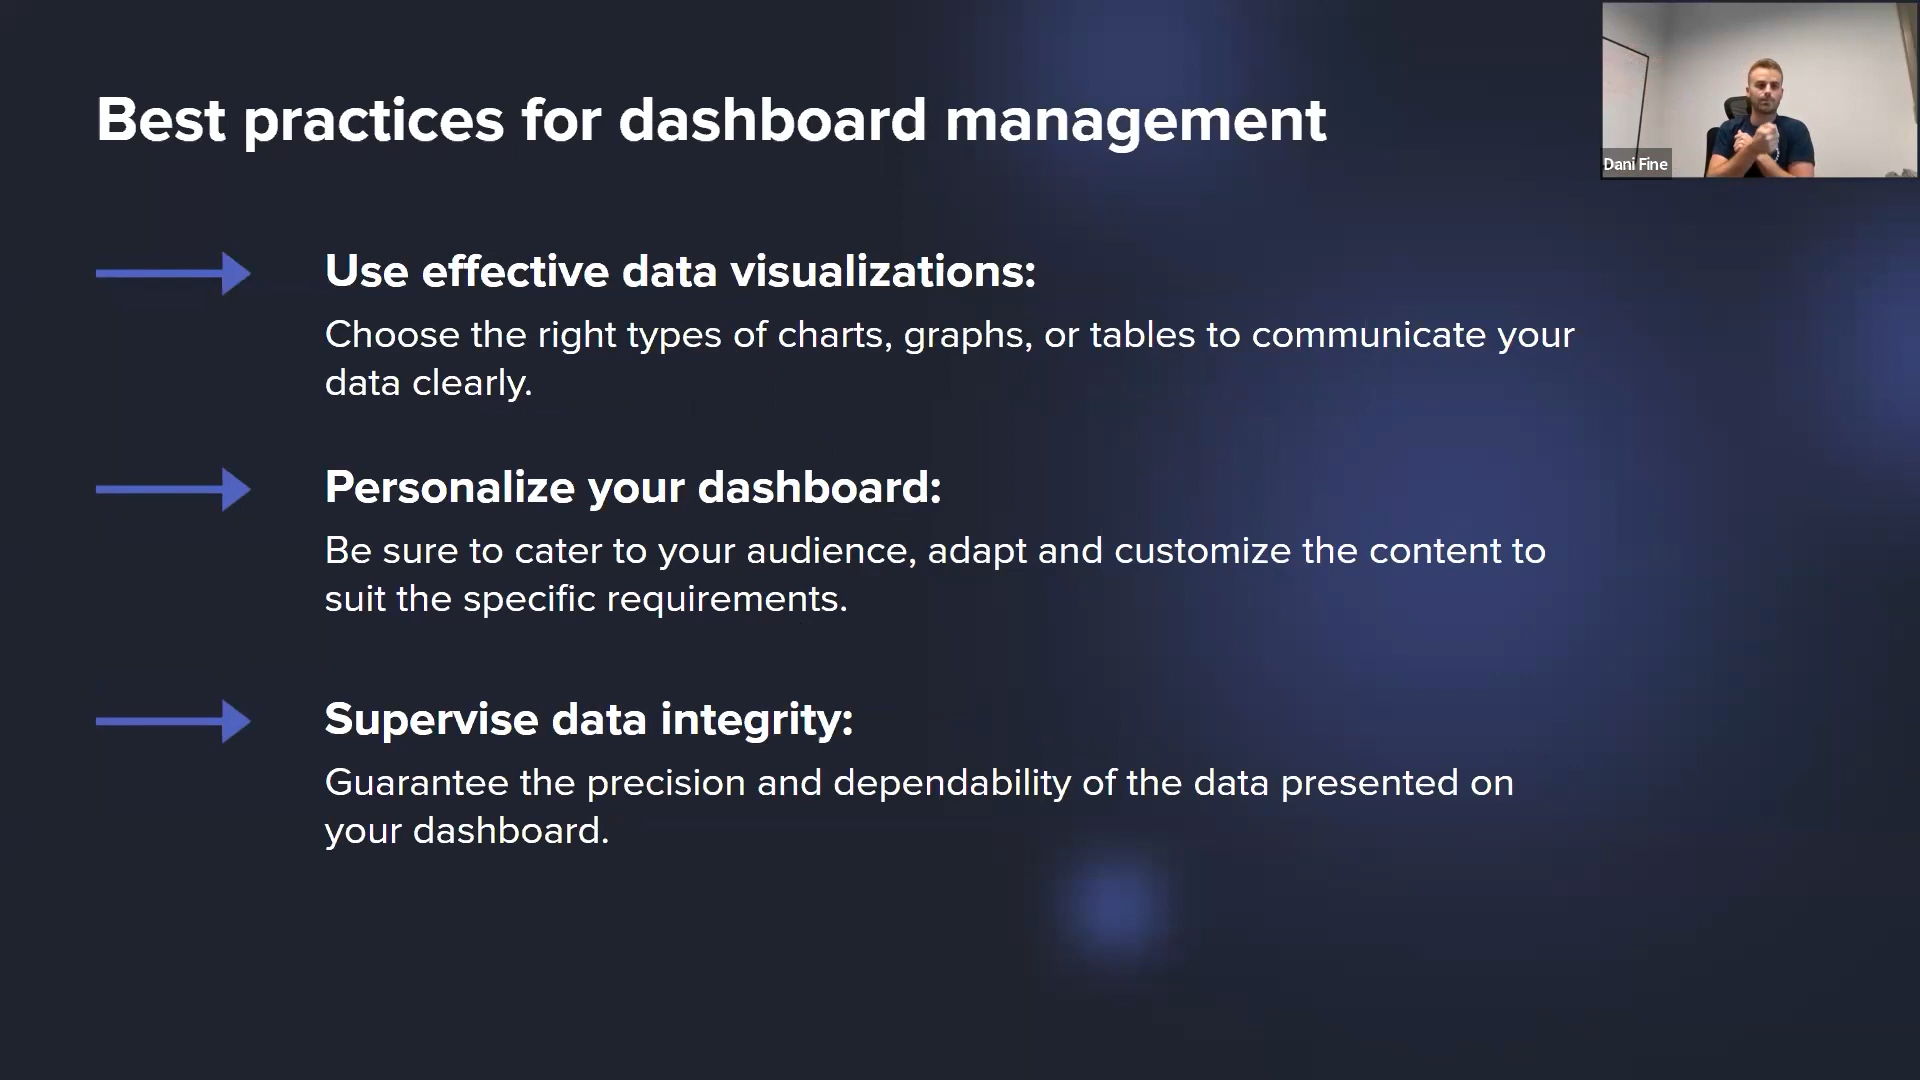 Best practices for dashboard management
Dani Fine
Use effective data visualizations:
Choose the right types of charts, graphs, or tables to communicate your
data clearly.
Personalize your dashboard:
Be sure to cater to your audience, adapt and customize the content to
suit the specific requirements.
Supervise data integrity:
Guarantee the precision and dependability of the data presented on
your dashboard.